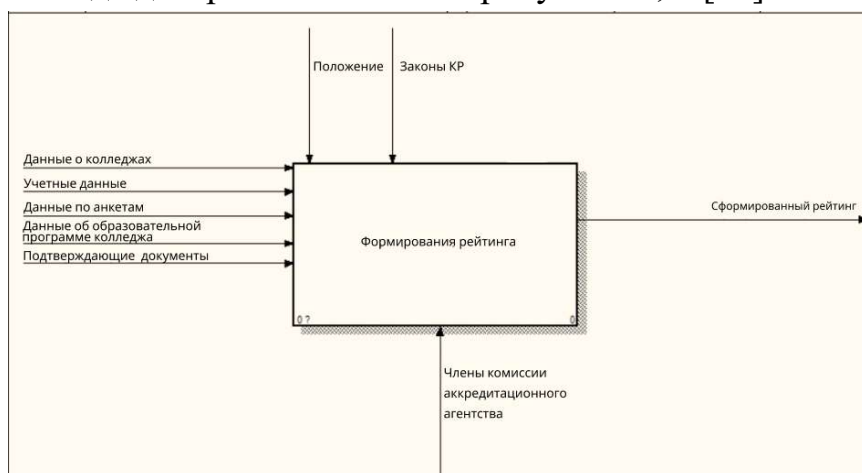 Положение
Законы КР
Данные о колледжах
Учетные данные
Данные по анкетам
Данные об образовательной
программе колледжа
Подтверждающие документы
Формирования рейтинга
Сформированный рейтинг
0 ?
0
Члены комиссии
аккредитационного
агентства